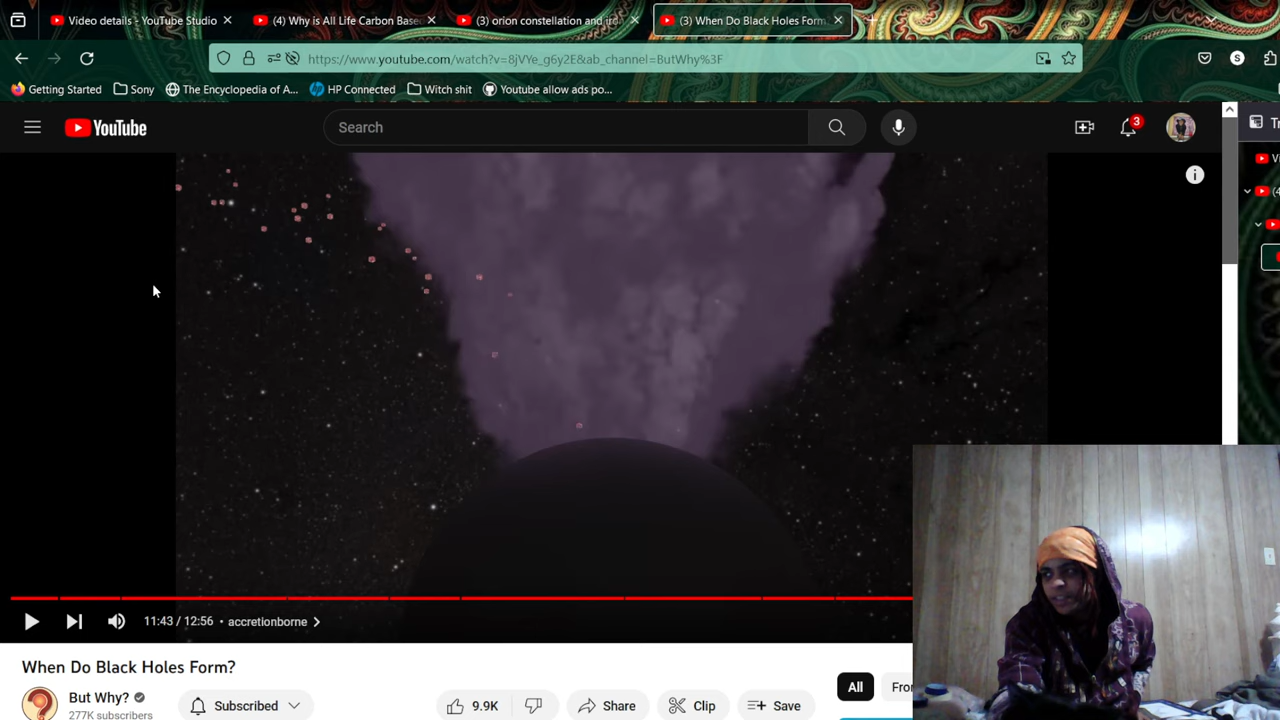 Video details - YouTube Studio
(4) Why is All Life Carbon Base
(3) orion constellation and iro
(3) When Do Black Holes Form
https://www.youtube.com/watch?v=8jVYe_g6y2E&ab_channel=ButWhy%3F
S
Getting Started
Sony
The Encyclopedia of A...
HP Connected
Witch shit
Youtube allow ads po...
YouTube
Search
3
Tr
(4
11:43 / 12:56 • accretionborne
When Do Black Holes Form?
But Why?
277K subscribers
Subscribed
9.9K
Share
Clip
Save
All